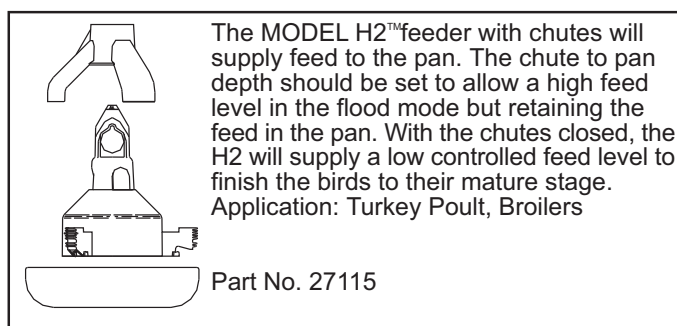 The MODEL H2™feeder with chutes will
supply feed to the pan. The chute to pan
depth should be set to allow a high feed
level in the flood mode but retaining the
feed in the pan. With the chutes closed, the
H2 will supply a low controlled feed level to
finish the birds to their mature stage.
Application: Turkey Poult, Broilers
Part No. 27115